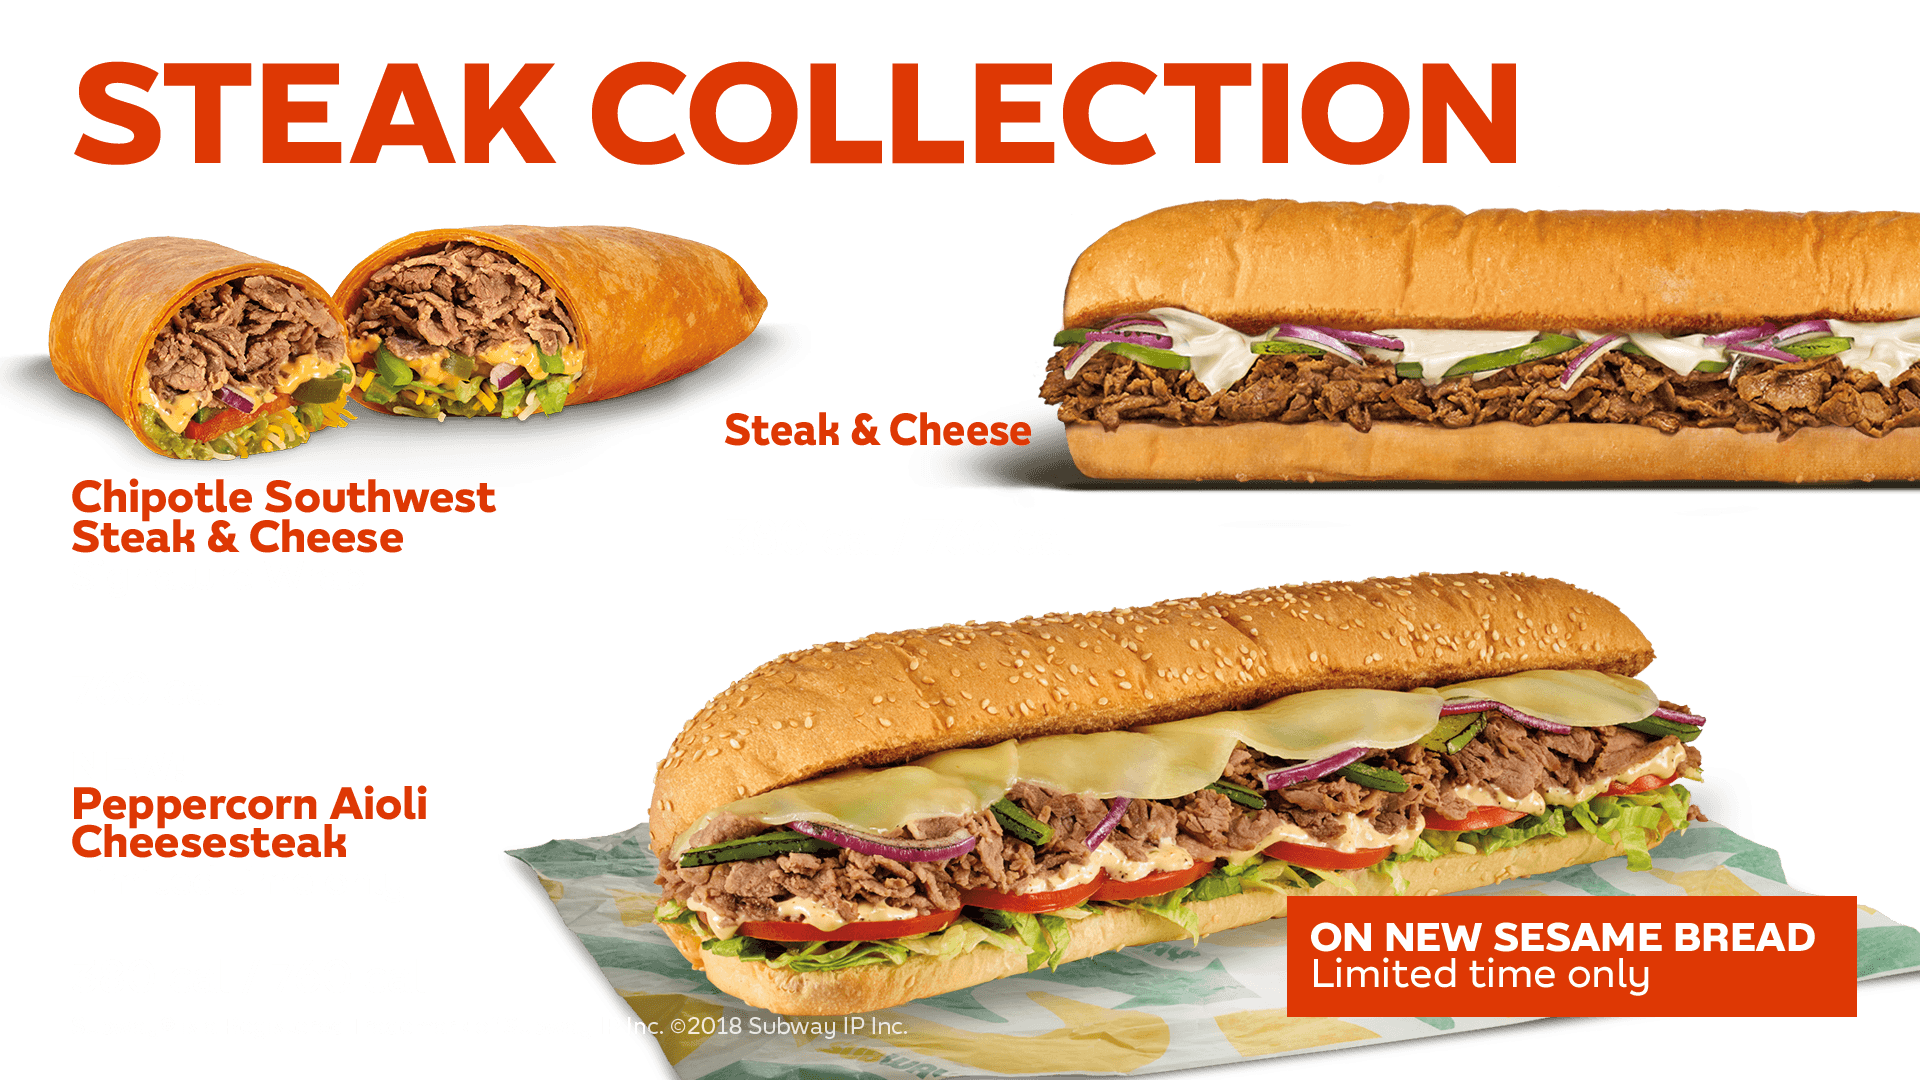 STEAK COLLECTION
Steak & Cheese
Chipotle Southwest
Steak & Cheese
Peppercorn Aioli
Cheesesteak
ON NEW SESAME BREAD
Limited time only
Inc. ©2018 Subway IP Inc.